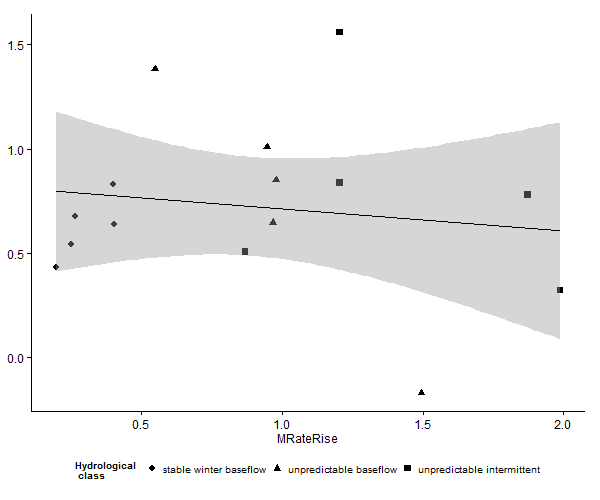 1.5
1.0
0.5
0.0
0.5 1.0 1.5 2.0
MRateRise
Hydrological
class
stable winter baseflow unpredictable baseflow unpredictable intermittent